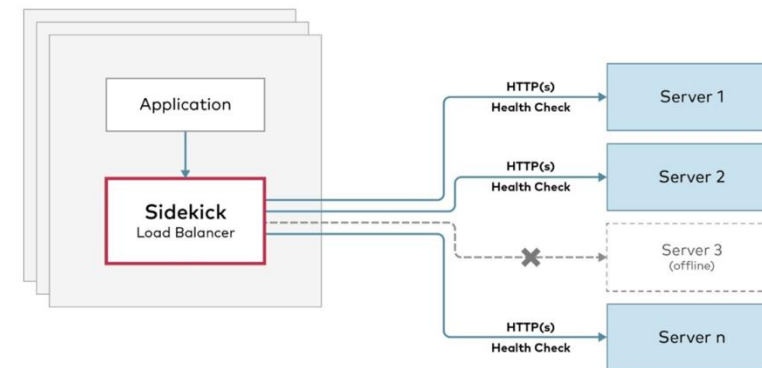 Application
Sidekick
Load Balancer
HTTP(s)
Health Check
Server 1
HTTP(s)
Health Check
Server 2
Server 3
(offline)
HTTP(s)
Health Check
Server n